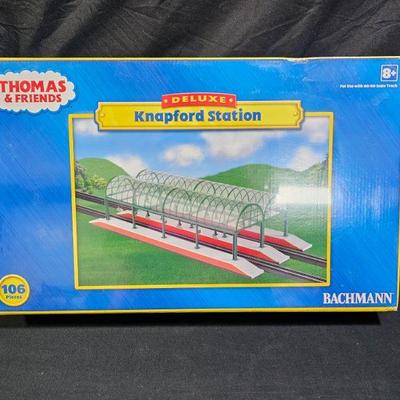 THOMAS
& FRIENDS
DELUXE
Knapford Station
8+
For Use with HO-OO Scale Track
106
Pieces
BACHMANN